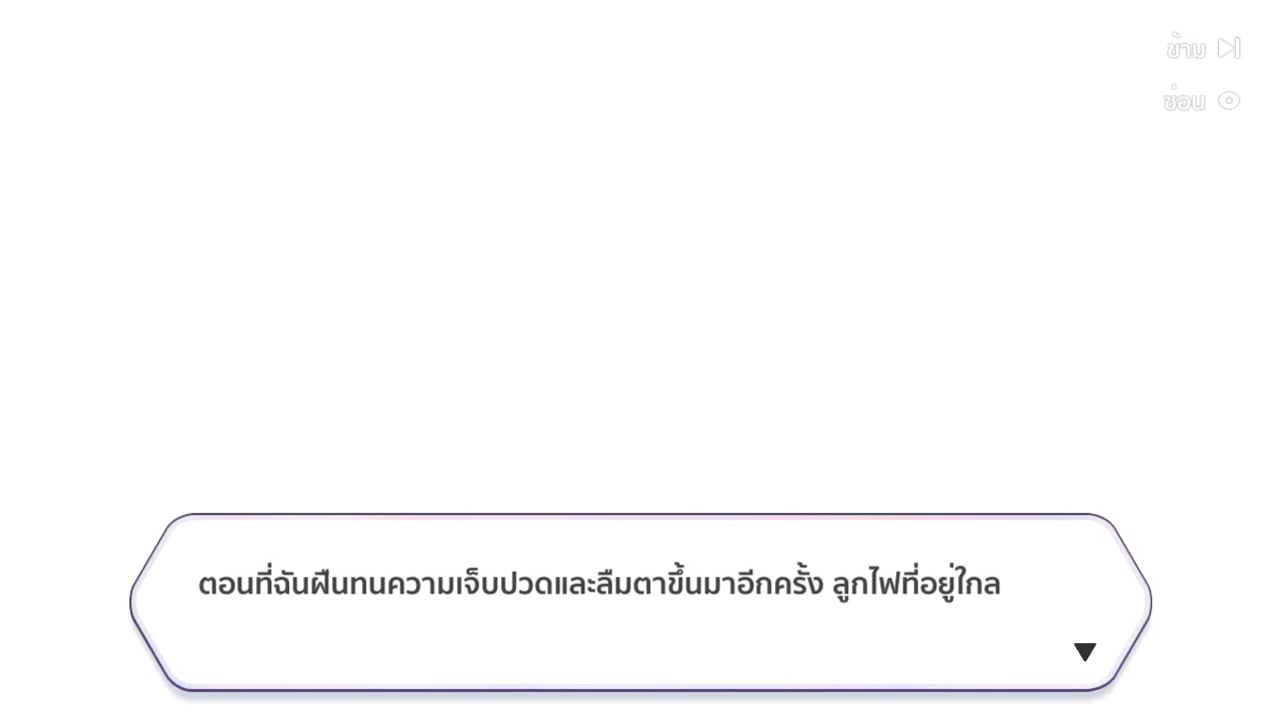 ข้าม
ซ่อน
ตอนที่ฉันฝืนทนความเจ็บปวดและลืมตาขึ้นมาอีกครั้ง ลูกไฟที่อยู่ใกล